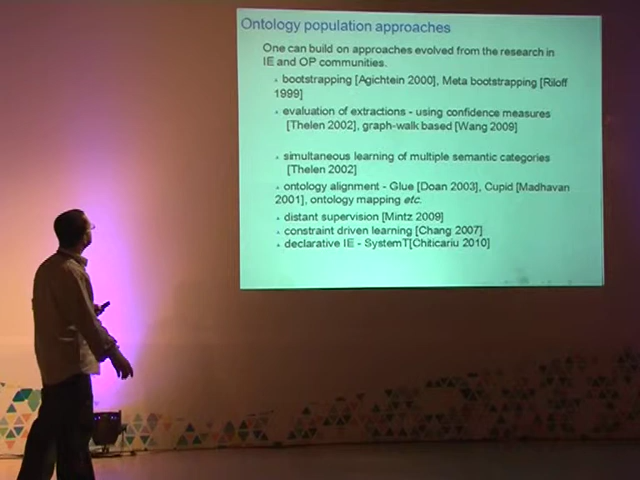 Ontology population approaches
One can build on approaches evolved from the research in
IE and OP communities.
• bootstrapping [Agichtein 2000], Meta bootstrapping [Riloff
1999]
• evaluation of extractions - using confidence measures
[Thelen 2002], graph-walk based [Wang 2009]
• simultaneous learning of multiple semantic categories
[Thelen 2002]
• ontology alignment - Glue [Doan 2003], Cupid [Madhavan
2001], ontology mapping etc.
• distant supervision [Mintz 2009]
• constraint driven learning [Chang 2007]
• declarative IE - SystemT[Chiticariu 2010]